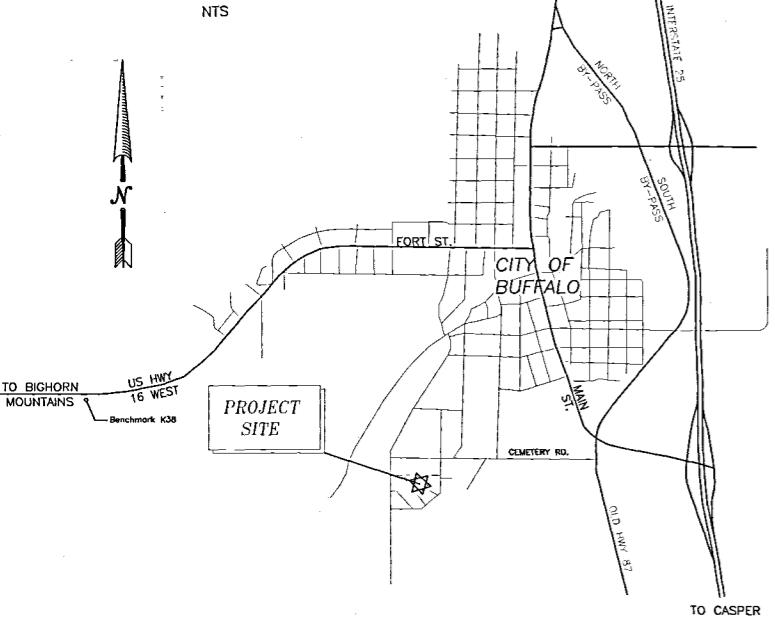 NTS
INTERSTATE 25
NORTH
BY-PASS
N
SOUTH
BY-PASS
FORT ST.
CITY OF
BUFFALO
US HWY
16 WEST
TO BIGHORN
MOUNTAINS
Benchmark K38
PROJECT
SITE
MAIN
ST.
CEMETERY RD.
OLD HWY 87
TO CASPER